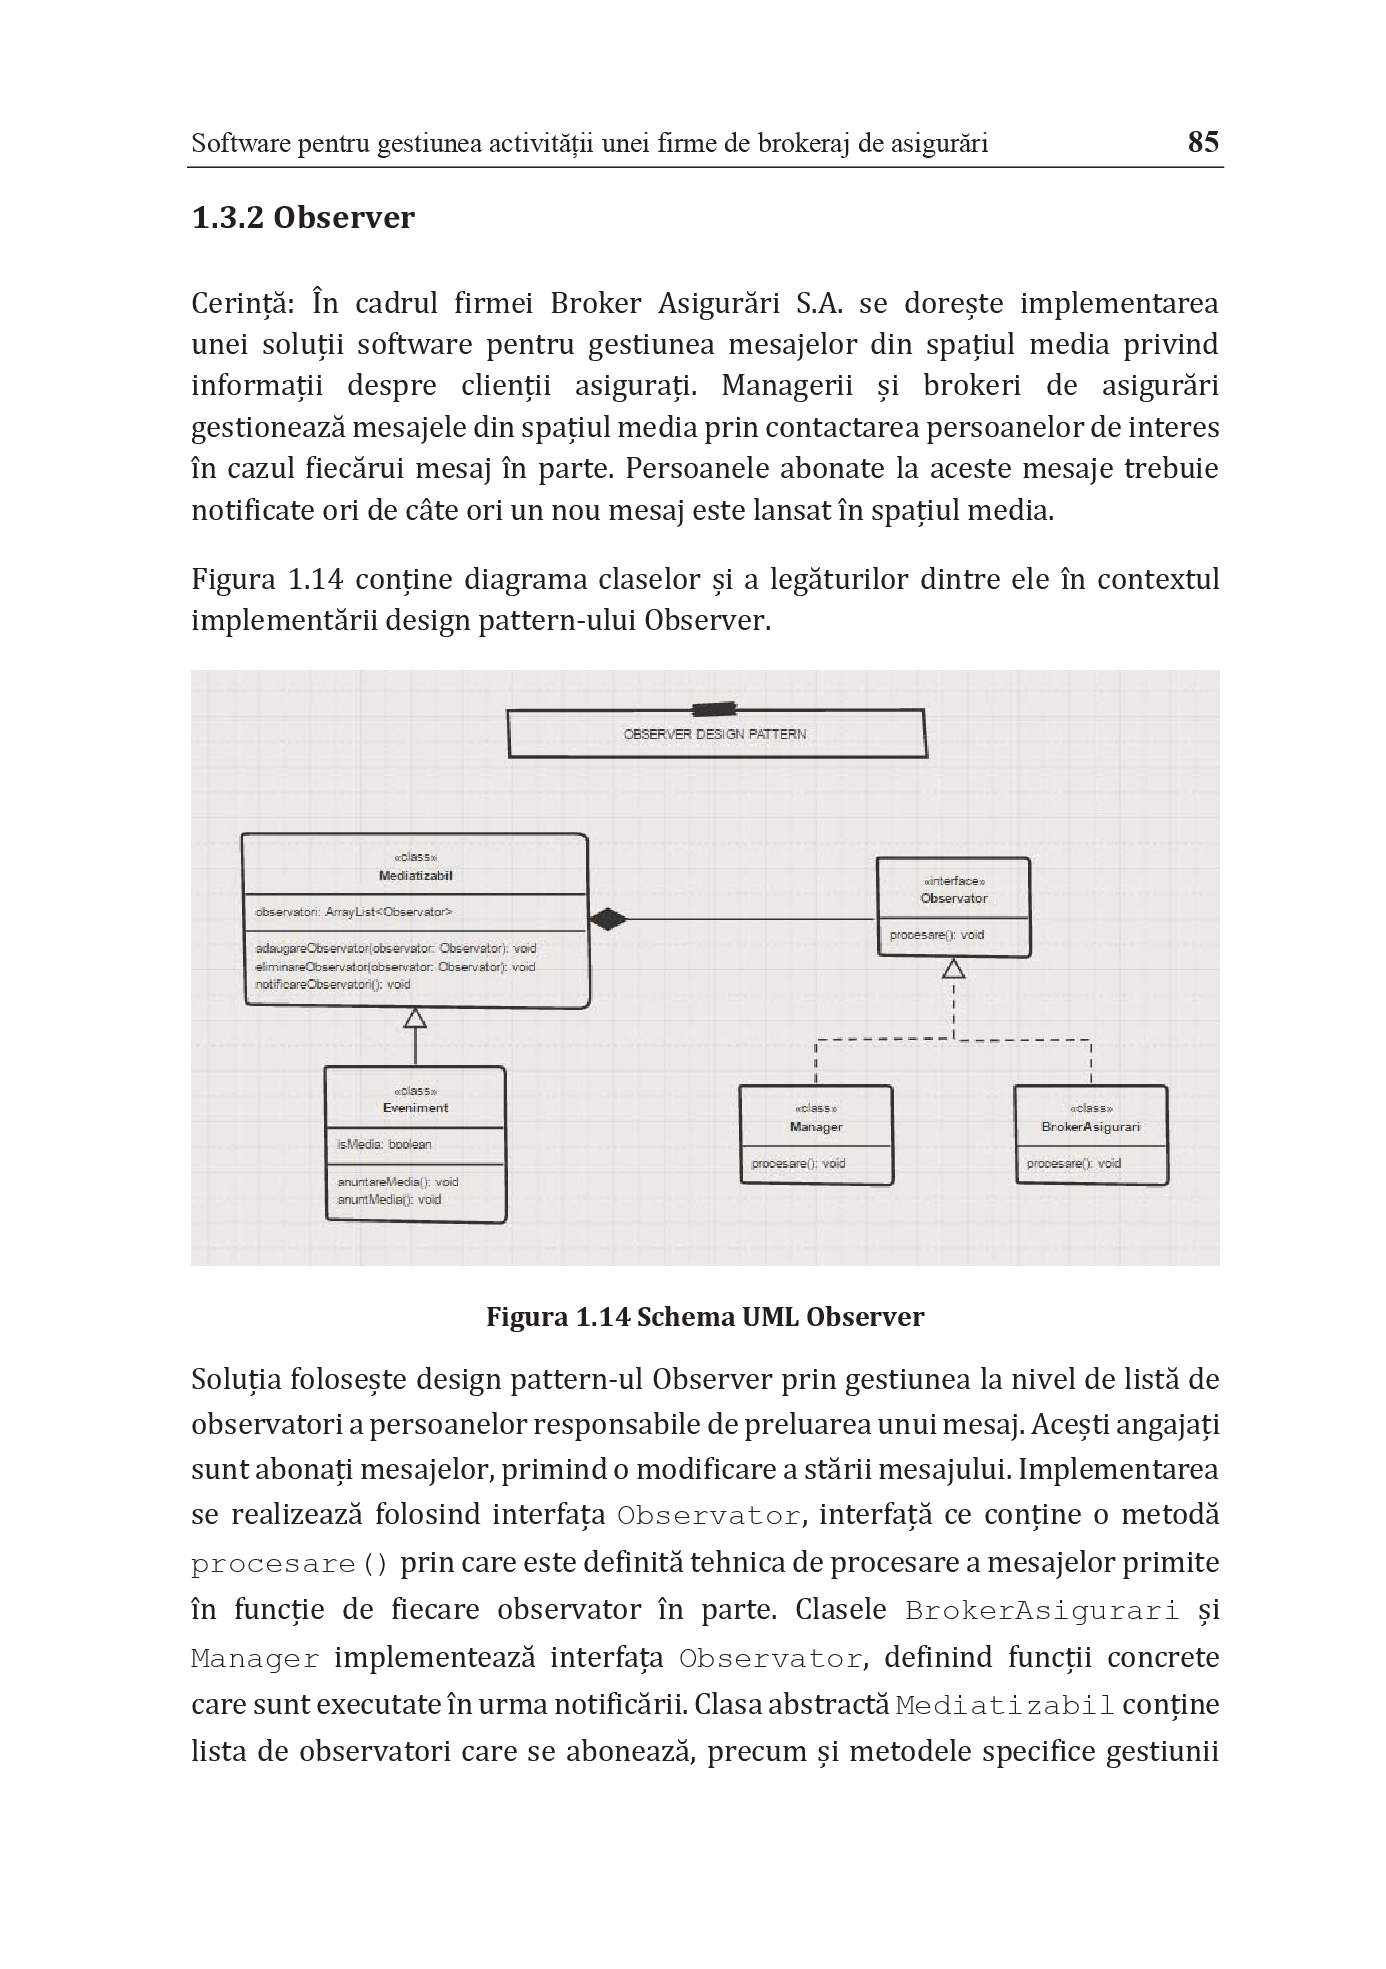 Software pentru gestiunea activității unei firme de brokeraj de asigurări 85
1.3.2 Observer
Cerință: În cadrul firmei Broker Asigurări S.A. se dorește implementarea
unei soluții software pentru gestiunea mesajelor din spațiul media privind
informații despre clienții asigurați. Managerii și brokeri de asigurări
gestionează mesajele din spațiul media prin contactarea persoanelor de interes
în cazul fiecărui mesaj în parte. Persoanele abonate la aceste mesaje trebuie
notificate ori de câte ori un nou mesaj este lansat în spațiul media.
Figura 1.14 conține diagrama claselor și a legăturilor dintre ele în contextul
implementării design pattern-ului Observer.
OBSERVER DESIGN PATTERN
«class»
Mediatizabil
observatori: ArrayList<Observator>
adaugareObservator(observator: Observator): void
eliminareObservator(observator: Observator): void
notificareObservatori(): void
«interface»
Observator
procesare(): void
«class»
Eveniment
isMedia: boolean
anuntareMedia(): void
anuntMedia(): void
«class»
Manager
procesare(): void
«class»
BrokerAsigurari
procesare(): void
Figura 1.14 Schema UML Observer
Soluția folosește design pattern-ul Observer prin gestiunea la nivel de listă de
observatori a persoanelor responsabile de preluarea unui mesaj. Acești angajați
sunt abonați mesajelor, primind o modificare a stării mesajului. Implementarea
se realizează folosind interfața Observator, interfață ce conține o metodă
procesare() prin care este definită tehnica de procesare a mesajelor primite
în funcție de fiecare observator în parte. Clasele BrokerAsigurari și
Manager implementează interfața Observator, definind funcții concrete
care sunt executate în urma notificării. Clasa abstractă Mediatizabil conține
lista de observatori care se abonează, precum și metodele specifice gestiunii